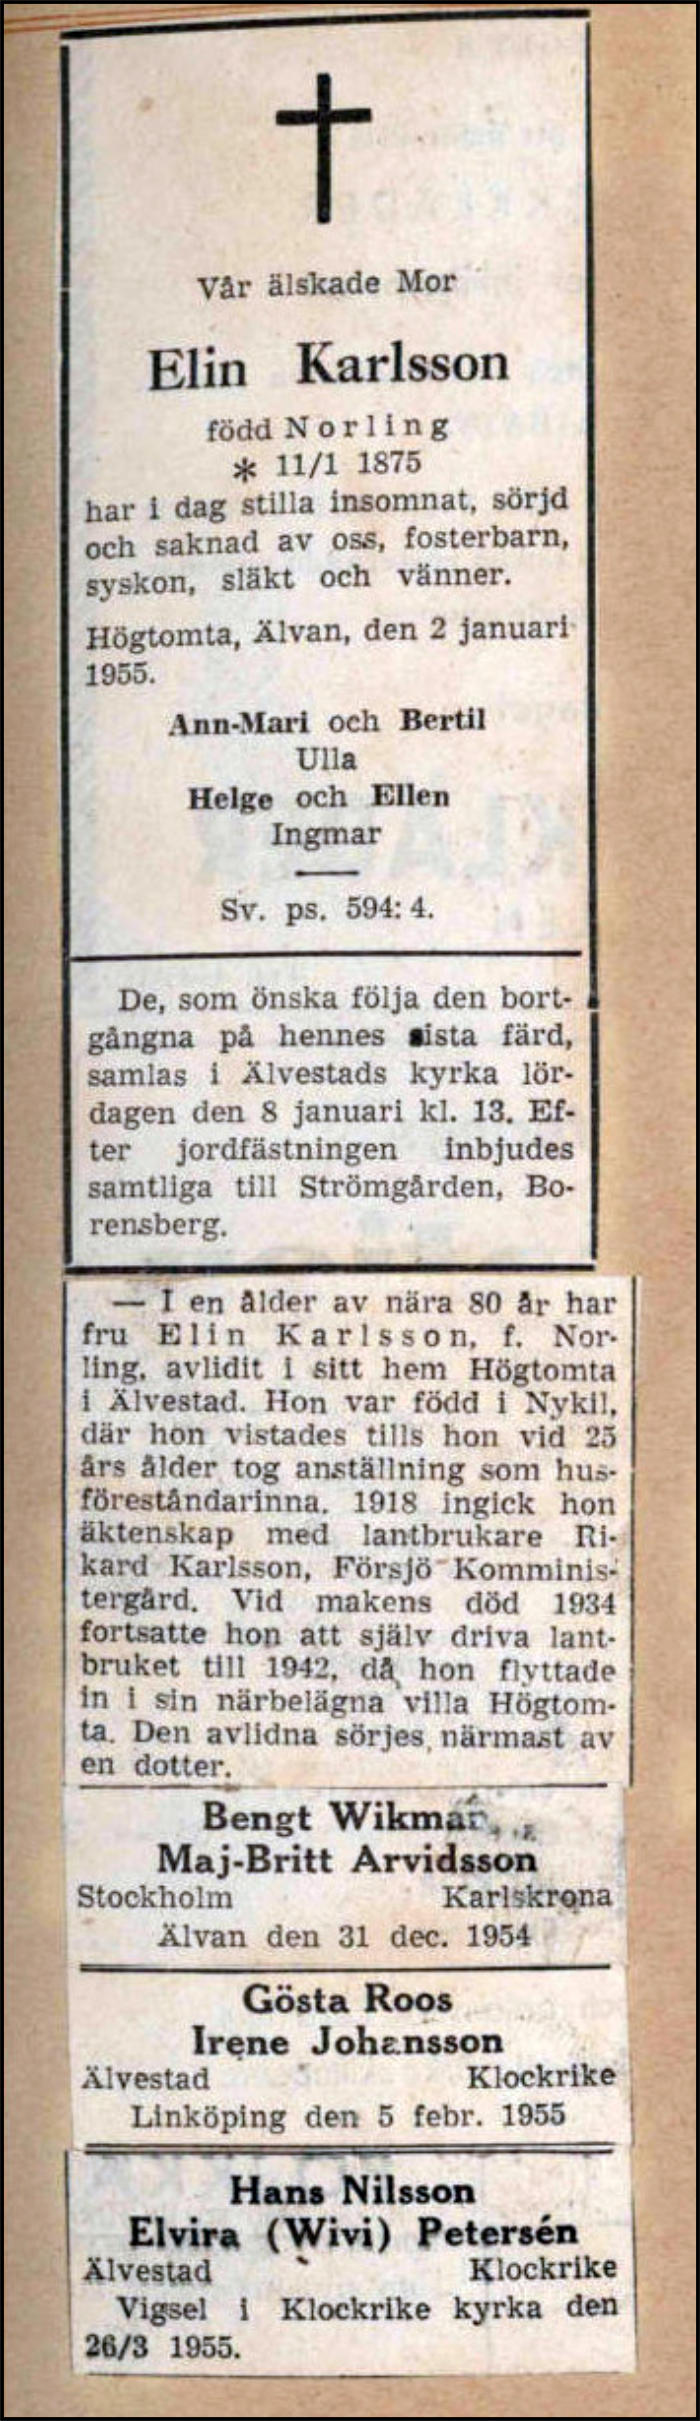 Vår älskade Mor
Elin Karlsson
född Norling
* 11/1 1875
har i dag stilla insomnat, sörjd
och saknad av oss, fosterbarn,
syskon, släkt och vänner.
Högtomta, Älvan, den 2 januari
1955.
Ann-Mari och Bertil
Ulla
Helge och Ellen
Ingmar
Sv. ps. 594: 4.
De, som önska följa den bort-
gångna på hennes sista färd,
samlas i Älvestads kyrka lör-
dagen den 8 januari kl. 13. Ef-
ter jordfästningen inbjudes
samtliga till Strömgården, Bo-
rensberg.
— I en ålder av nära 80 år har
fru Elin Karlsson, f. Nor-
ling, avlidit i sitt hem Högtomta
i Älvestad. Hon var född i Nykil,
där hon vistades tills hon vid 25
års ålder tog anställning som hus-
föreståndarinna. 1918 ingick hon
äktenskap med lantbrukare Ri-
kard Karlsson, Försjö Komminis-
tergård. Vid makens död 1934
fortsatte hon att själv driva lant-
bruket till 1942, då hon flyttade
in i sin närbelägna villa Högtom-
ta. Den avlidna sörjes närmast av
en dotter.
Bengt Wikmar
Maj-Britt Arvidsson
Stockholm Karlskrona
Älvan den 31 dec. 1954
Gösta Roos
Irene Johansson
Älvestad Klockrike
Linköping den 5 febr. 1955
Hans Nilsson
Elvira (Wivi) Petersén
Älvestad Klockrike
Vigsel i Klockrike kyrka den
26/3 1955.